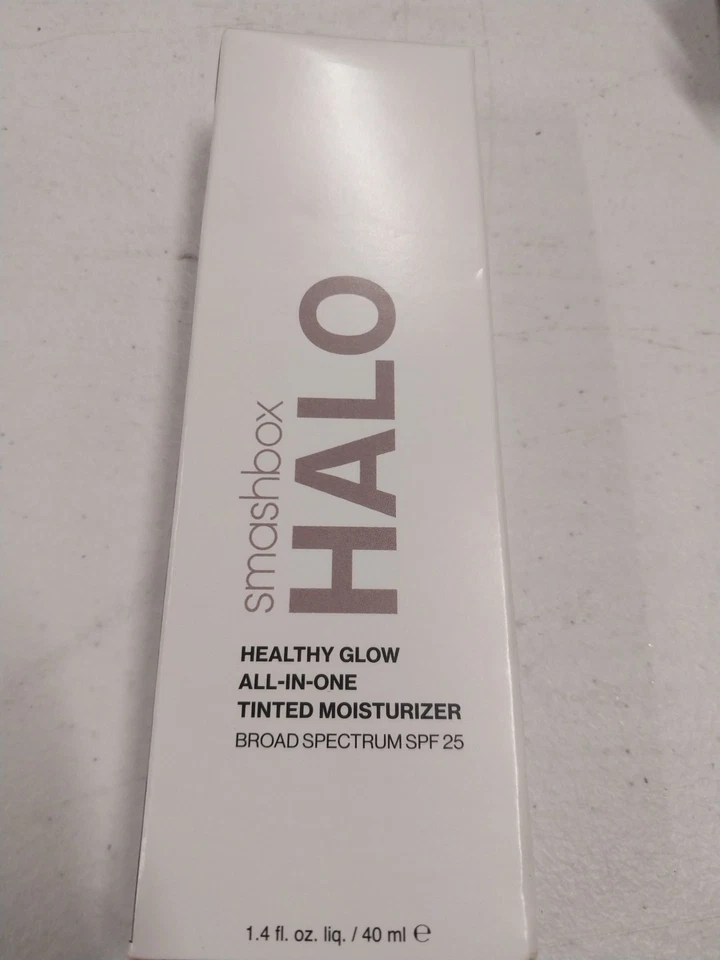 smashbox
HALO
HEALTHY GLOW
ALL-IN-ONE
TINTED MOISTURIZER
BROAD SPECTRUM SPF 25
1.4 fl. oz. liq. / 40 ml ℮